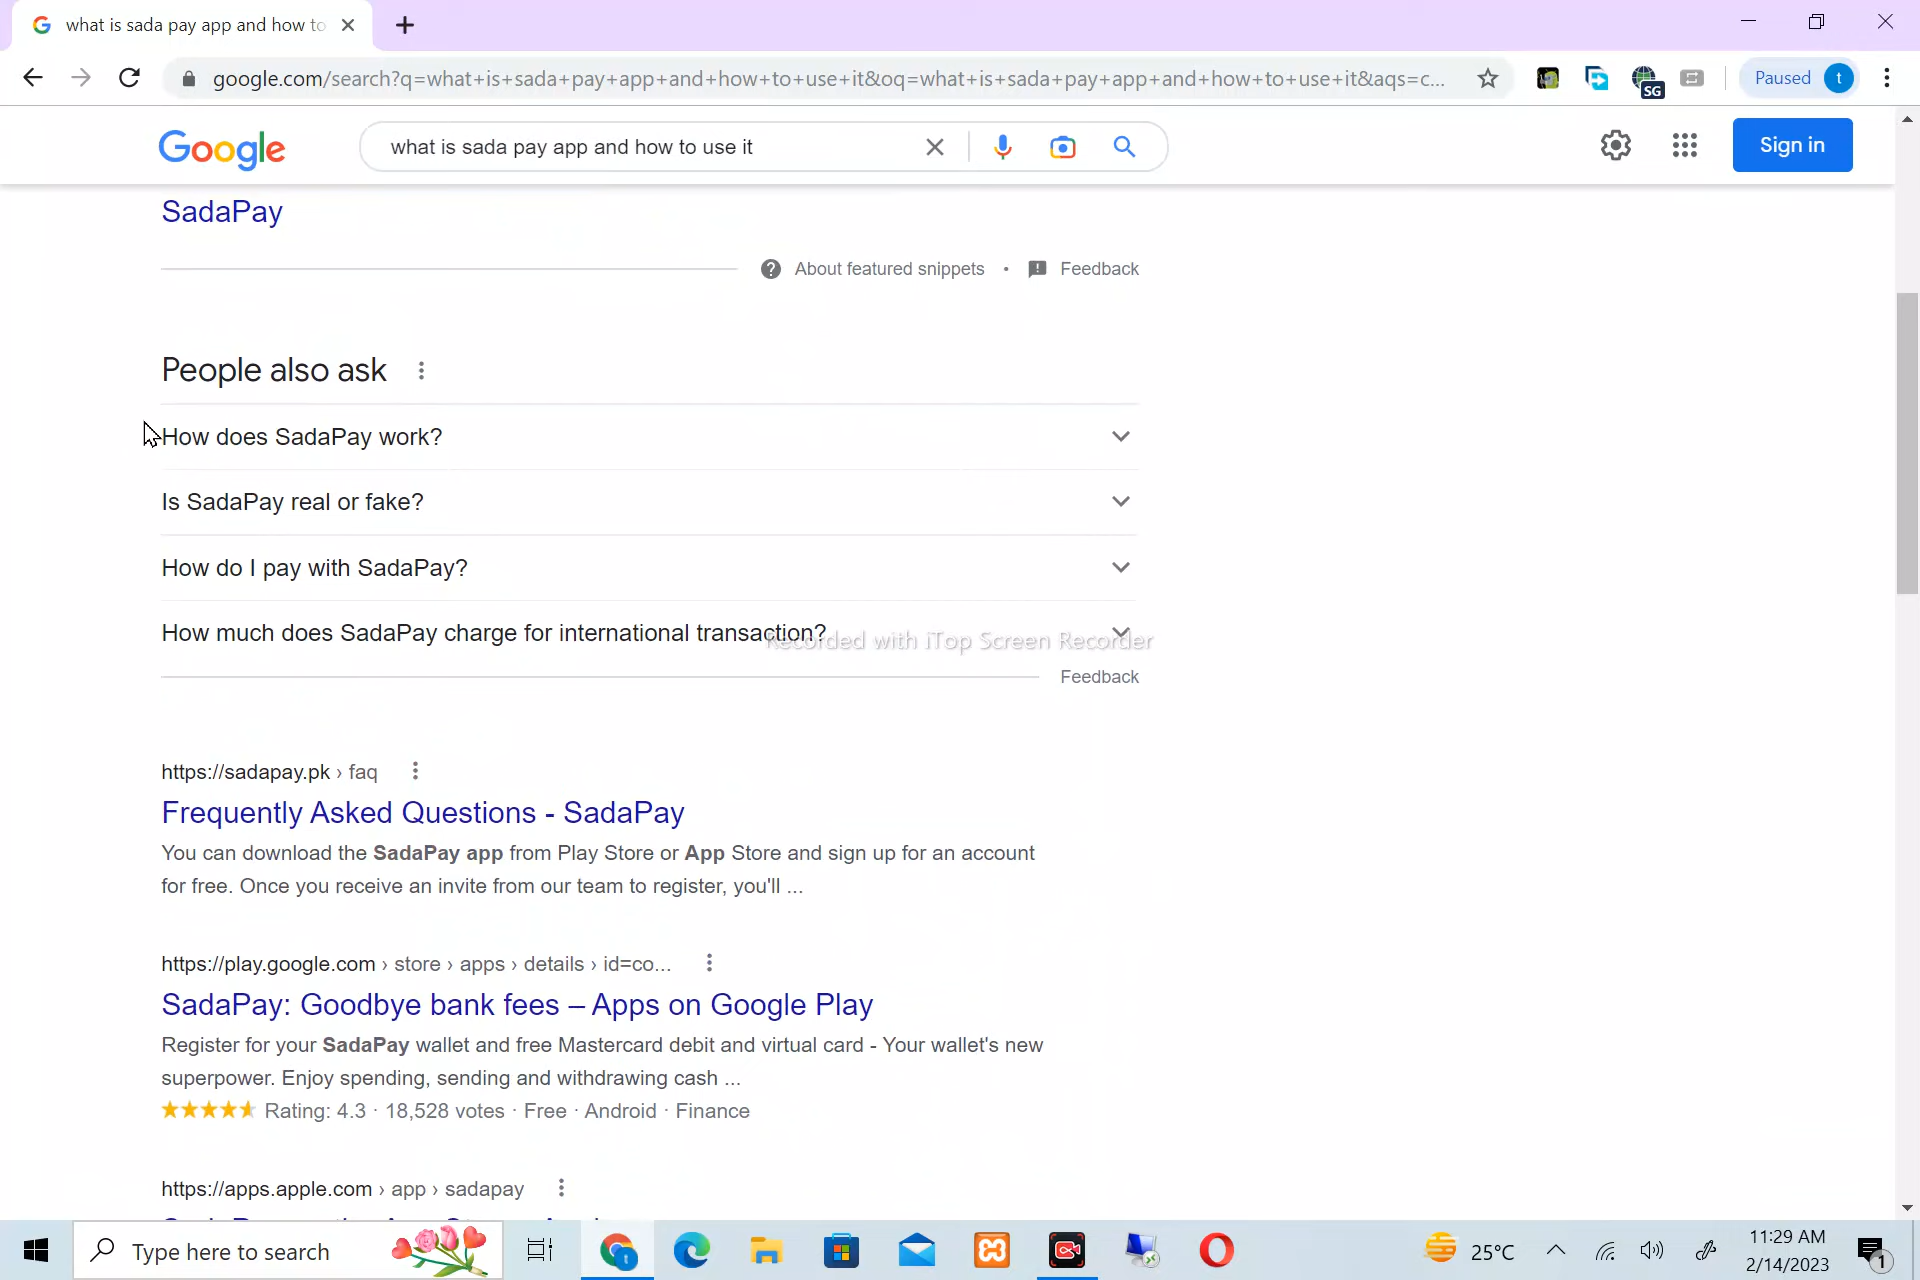 what is sada pay app and how to
google.com/search?q=what+is+sada+pay+app+and+how+to+use+it&oq=what+is+sada+pay+app+and+how+to+use+it&aqs=c...
SG
Paused
t
Google
what is sada pay app and how to use it
Sign in
SadaPay
About featured snippets • Feedback
People also ask
How does SadaPay work?
Is SadaPay real or fake?
How do I pay with SadaPay?
How much does SadaPay charge for international transaction?
Recorded with iTop Screen Recorder
Feedback
https://sadapay.pk › faq
Frequently Asked Questions - SadaPay
You can download the SadaPay app from Play Store or App Store and sign up for an account
for free. Once you receive an invite from our team to register, you'll ...
https://play.google.com › store › apps › details › id=co...
SadaPay: Goodbye bank fees – Apps on Google Play
Register for your SadaPay wallet and free Mastercard debit and virtual card - Your wallet's new
superpower. Enjoy spending, sending and withdrawing cash ...
Rating: 4.3 · 18,528 votes · Free · Android · Finance
https://apps.apple.com › app › sadapay
Type here to search
t
25°C
11:29 AM
2/14/2023
1